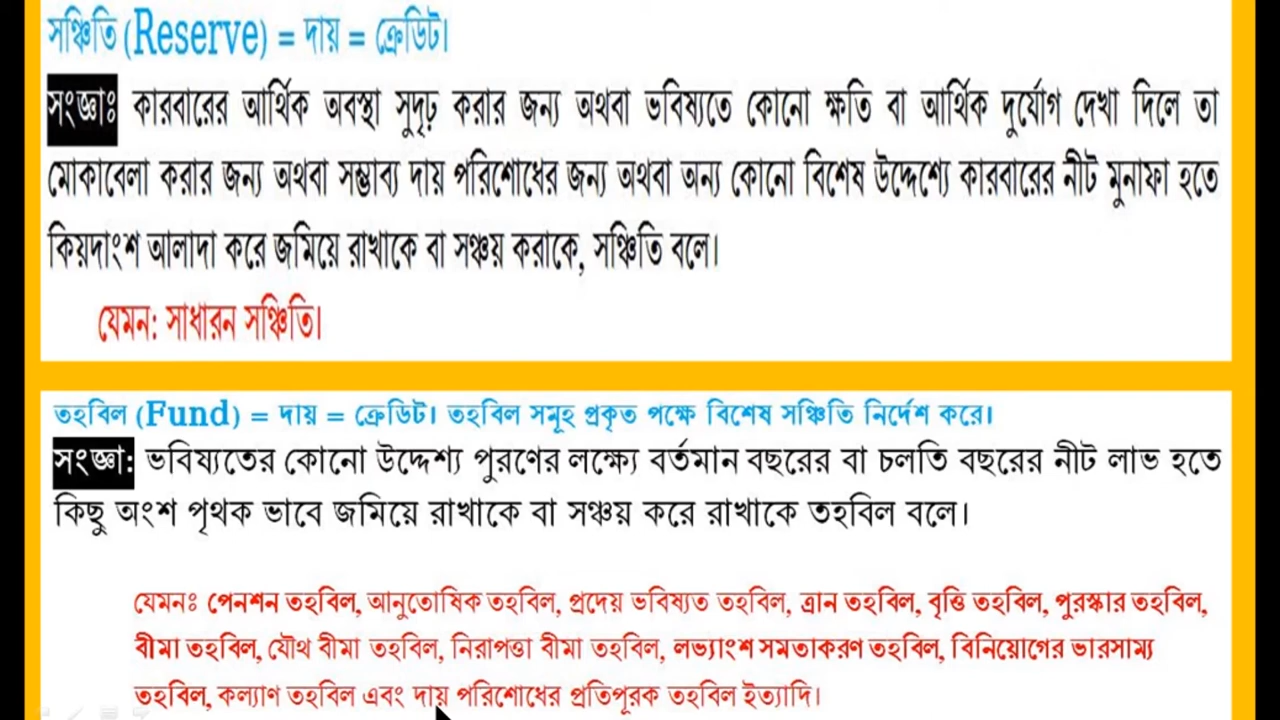 সঞ্চিতি (Reserve) = দায় = ক্রেডিট।
সংজ্ঞাঃ কারবারের আর্থিক অবস্থা সুদৃঢ় করার জন্য অথবা ভবিষ্যতে কোনো ক্ষতি বা আর্থিক দুর্যোগ দেখা দিলে তা
মোকাবেলা করার জন্য অথবা সম্ভাব্য দায় পরিশোধের জন্য অথবা অন্য কোনো বিশেষ উদ্দেশ্যে কারবারের নীট মুনাফা হতে
কিয়দাংশ আলাদা করে জমিয়ে রাখাকে বা সঞ্চয় করাকে, সঞ্চিতি বলে।
যেমন: সাধারন সঞ্চিতি।
তহবিল (Fund) = দায় = ক্রেডিট। তহবিল সমূহ প্রকৃত পক্ষে বিশেষ সঞ্চিতি নির্দেশ করে।
সংজ্ঞা: ভবিষ্যতের কোনো উদ্দেশ্য পুরণের লক্ষ্যে বর্তমান বছরের বা চলতি বছরের নীট লাভ হতে
কিছু অংশ পৃথক ভাবে জমিয়ে রাখাকে বা সঞ্চয় করে রাখাকে তহবিল বলে।
যেমনঃ পেনশন তহবিল, আনুতোষিক তহবিল, প্রদেয় ভবিষ্যত তহবিল, ত্রান তহবিল, বৃত্তি তহবিল, পুরস্কার তহবিল,
বীমা তহবিল, যৌথ বীমা তহবিল, নিরাপত্তা বীমা তহবিল, লভ্যাংশ সমতাকরণ তহবিল, বিনিয়োগের ভারসাম্য
তহবিল, কল্যাণ তহবিল এবং দায় পরিশোধের প্রতিপূরক তহবিল ইত্যাদি।